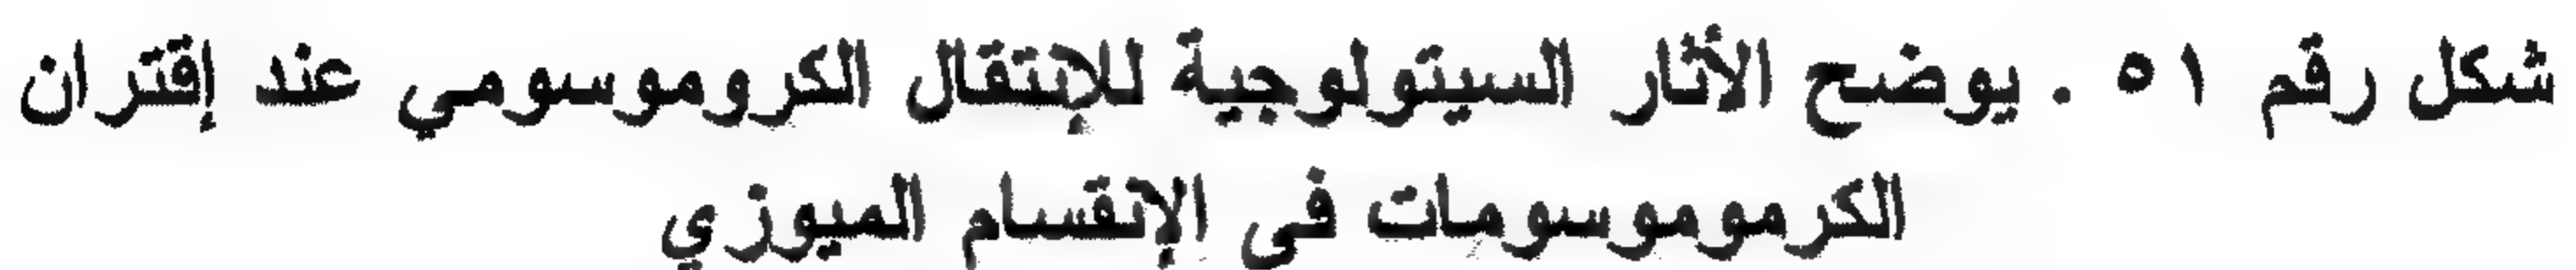 شكل رقم ٥١ . يوضح الأثار السيتولوجية للإنتقال الكروموسومي عند إقتران
الكرموموسومات فى الإنقسام الميوزي